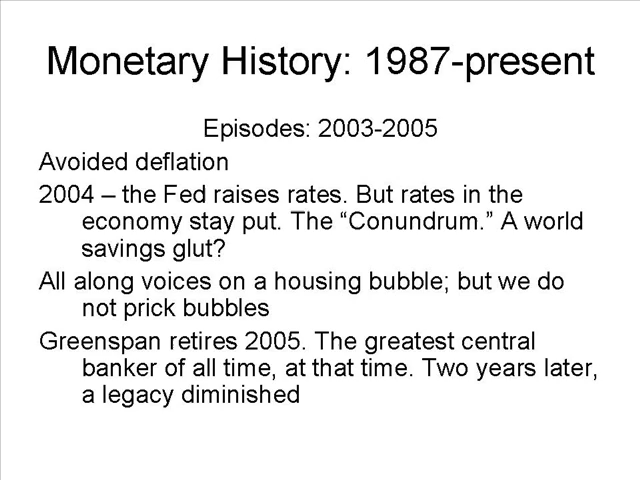 Monetary History: 1987-present
Episodes: 2003-2005
Avoided deflation
2004 – the Fed raises rates. But rates in the
economy stay put. The “Conundrum.” A world
savings glut?
All along voices on a housing bubble; but we do
not prick bubbles
Greenspan retires 2005. The greatest central
banker of all time, at that time. Two years later,
a legacy diminished